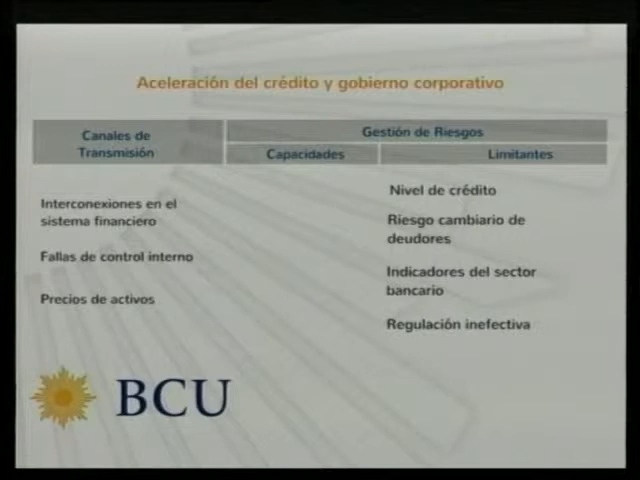 Aceleración del crédito y gobierno corporativo
Canales de
Transmisión
Gestión de Riesgos
Capacidades
Limitantes
Interconexiones en el
sistema financiero
Fallas de control interno
Precios de activos
Nivel de crédito
Riesgo cambiario de
deudores
Indicadores del sector
bancario
Regulación inefectiva
BCU